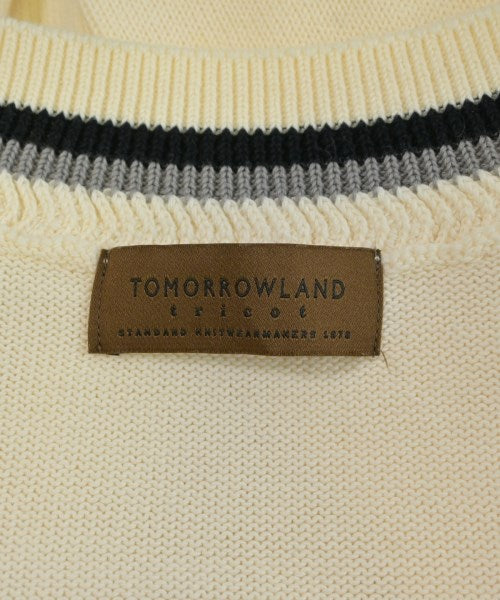 TOMORROWLAND
tricot
STANDARD KNITWEARMAKERS 1978